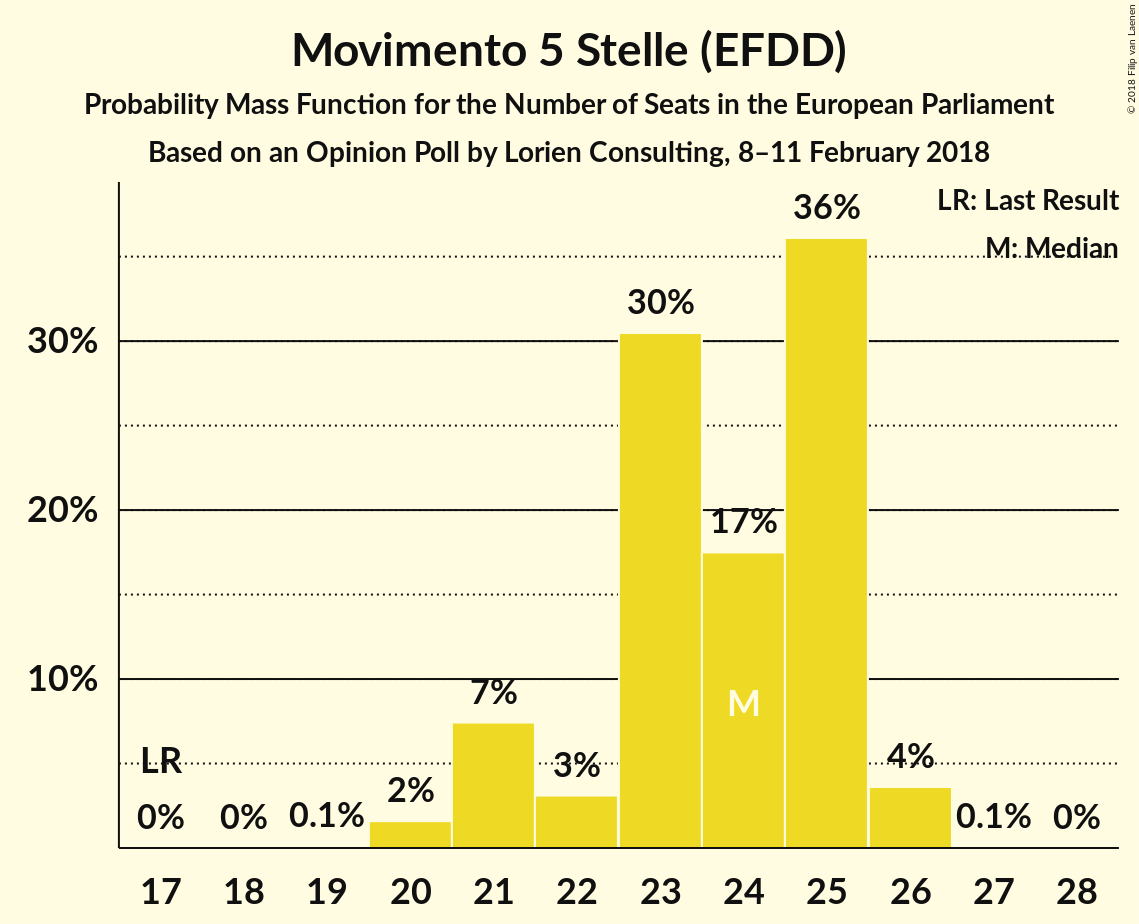 Movimento 5 Stelle (EFDD)
Probability Mass Function for the Number of Seats in the European Parliament
Based on an Opinion Poll by Lorien Consulting, 8–11 February 2018
© 2018 Filip van Laenen
LR: Last Result
M: Median
30%
20%
10%
LR
0%
0%
0.1%
2%
7%
3%
30%
17%
M
36%
4%
0.1%
0%
17 18 19 20 21 22 23 24 25 26 27 28